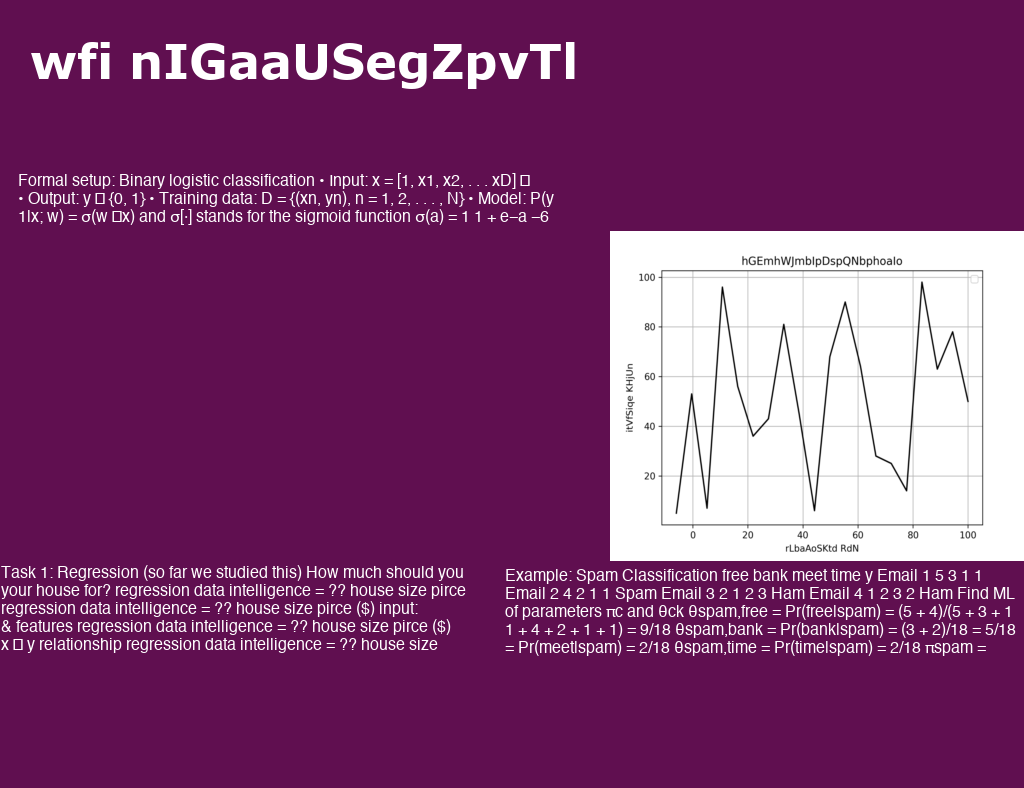 wfi nIGaaUSegZpvTl
Formal setup: Binary logistic classification • Input: x = [1, x1, x2, . . . xD] 
• Output: y  {0, 1} • Training data: D = {(xn, yn), n = 1, 2, . . . , N} • Model: P(y
1|x; w) = σ(w x) and σ[·] stands for the sigmoid function σ(a) = 1 1 + e−a −6
hGEmhWJmbIpDspQNbphoaIo
100
80
60
40
20
itVfSiqe KHjUn
0 20 40 60 80 100
rLbaAoSKtd RdN
Task 1: Regression (so far we studied this) How much should you
your house for? regression data intelligence = ?? house size pirce
regression data intelligence = ?? house size pirce ($) input:
& features regression data intelligence = ?? house size pirce ($)
x  y relationship regression data intelligence = ?? house size
Example: Spam Classification free bank meet time y Email 1 5 3 1 1
Email 2 4 2 1 1 Spam Email 3 2 1 2 3 Ham Email 4 1 2 3 2 Ham Find ML
of parameters πc and θck θspam,free = Pr(free|spam) = (5 + 4)/(5 + 3 + 1
1 + 4 + 2 + 1 + 1) = 9/18 θspam,bank = Pr(bank|spam) = (3 + 2)/18 = 5/18
= Pr(meet|spam) = 2/18 θspam,time = Pr(time|spam) = 2/18 πspam =